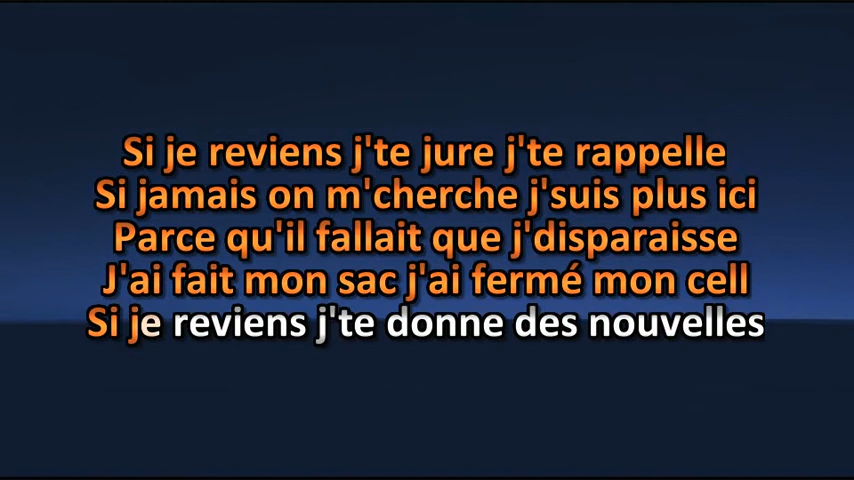 Si je reviens j'te jure j'te rappelle
Si jamais on m'cherche j'suis plus ici
Parce qu'il fallait que j'disparaisse
J'ai fait mon sac j'ai fermé mon cell
Si je reviens j'te donne des nouvelles